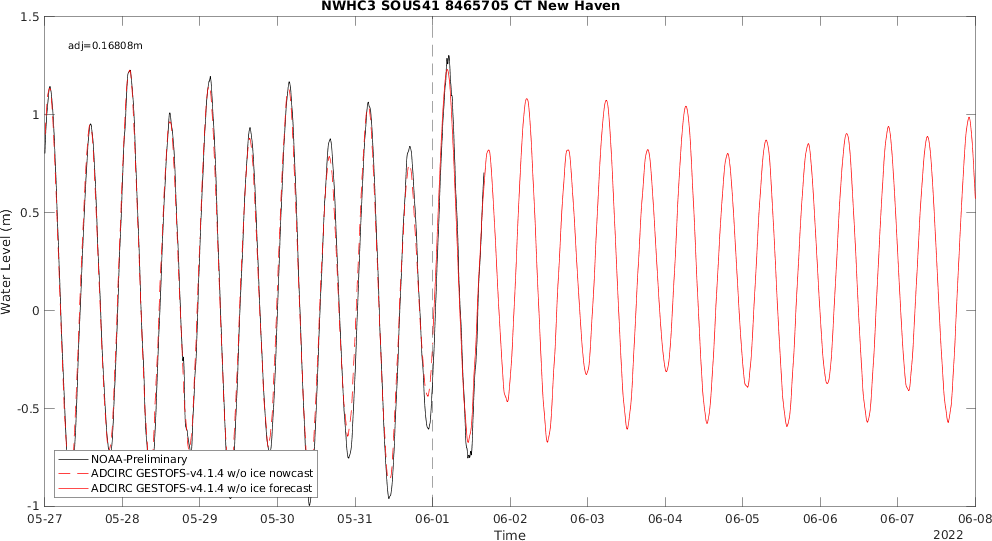 NWHC3 SOUS41 8465705 CT New Haven
adj=0.16808m
Water Level (m)
1.5
1
0.5
0
-0.5
-1
NOAA-Preliminary
ADCIRC GESTOFS-v4.1.4 w/o ice nowcast
ADCIRC GESTOFS-v4.1.4 w/o ice forecast
05-27 05-28 05-29 05-30 05-31 06-01 06-02 06-03 06-04 06-05 06-06 06-07 06-08
Time
2022